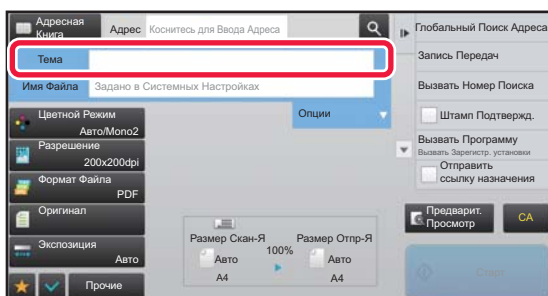 Адресная
Книга
Адрес
Коснитесь для Ввода Адреса
Тема
Имя Файла
Задано в Системных Настройках
Опции
Цветной Режим
Авто/Mono2
Разрешение
200x200dpi
Формат Файла
PDF
Оригинал
Экспозиция
Авто
Прочие
Размер Скан-Я
Авто
A4
100%
Размер Отпр-Я
Авто
A4
Глобальный Поиск Адреса
Запись Передач
Вызвать Номер Поиска
Штамп Подтвержд.
Вызвать Программу
Вызвать Зарегистр. установки
Отправить
ссылку назначения
Предварит.
Просмотр
CA
Старт